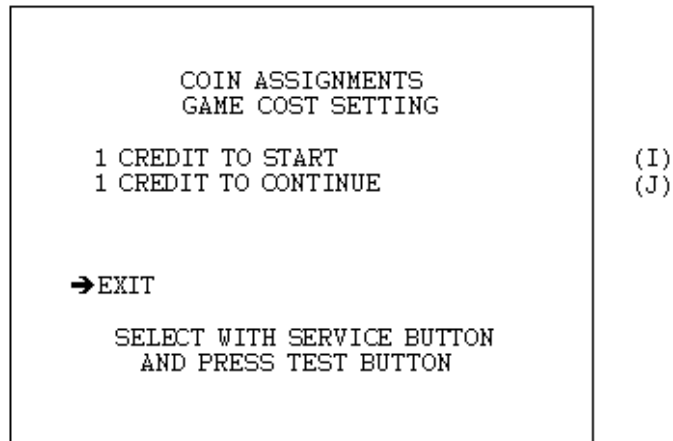 COIN ASSIGNMENTS
GAME COST SETTING
1 CREDIT TO START (I)
1 CREDIT TO CONTINUE (J)
➔EXIT
SELECT WITH SERVICE BUTTON
AND PRESS TEST BUTTON